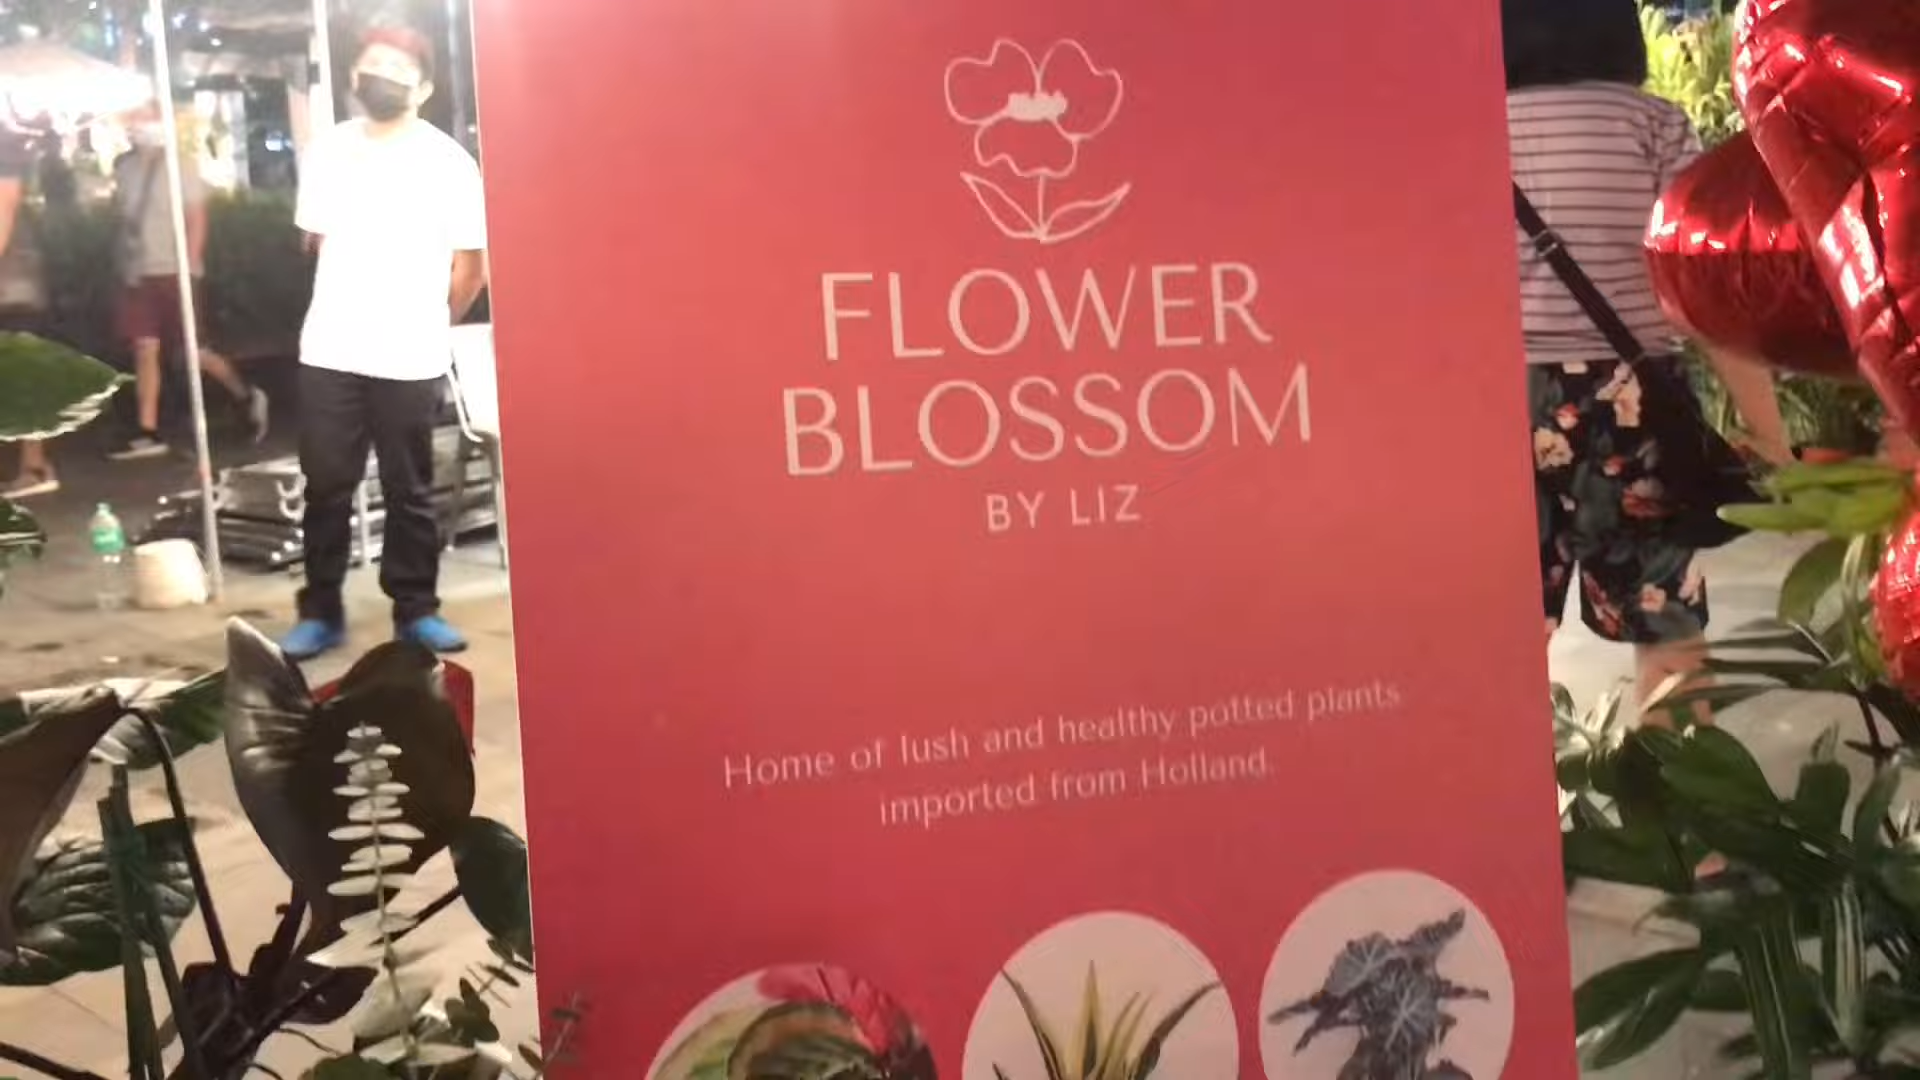 FLOWER
BLOSSOM
BY LIZ
Home of lush and healthy potted plants
imported from Holland.